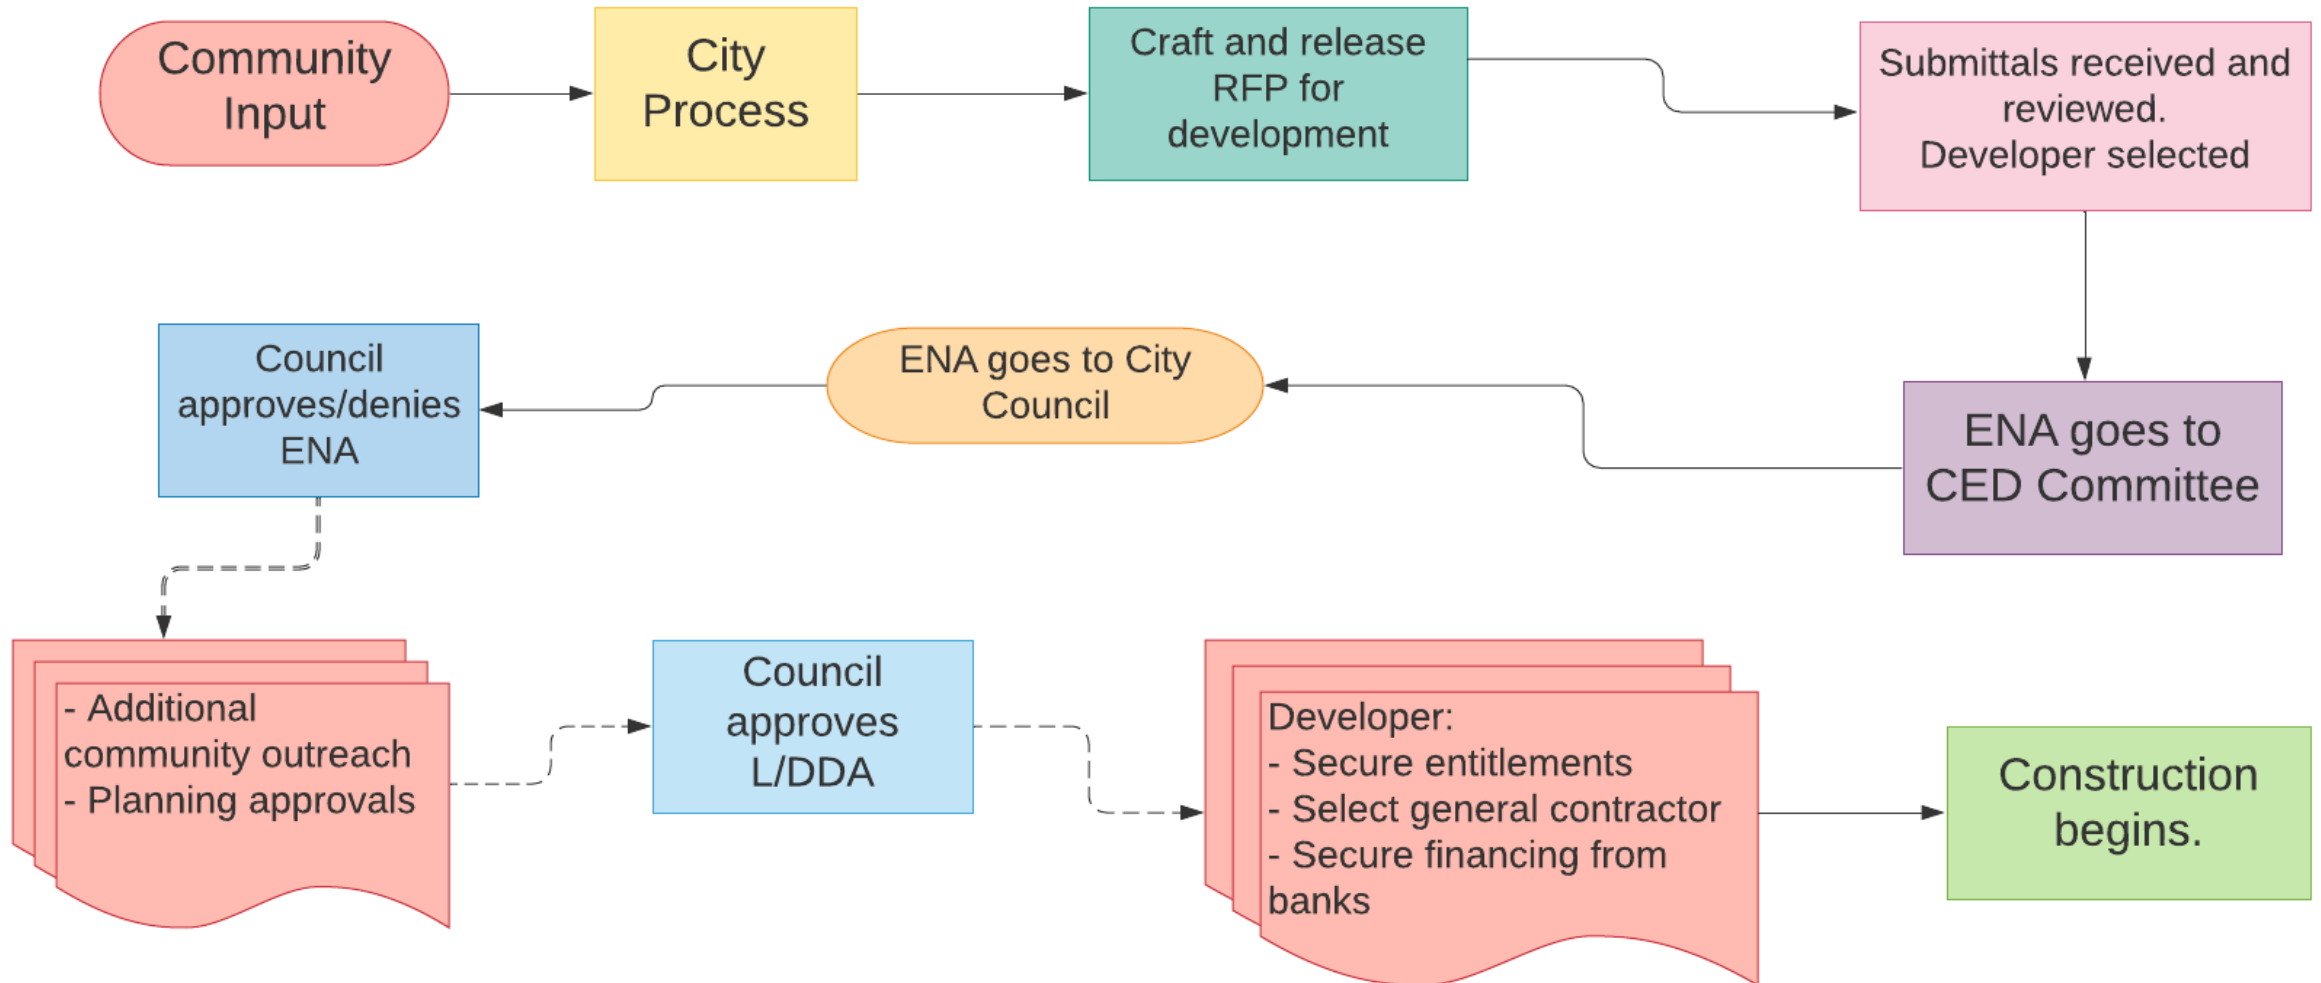 Community
Input
City
Process
Craft and release
RFP for
development
Submittals received and
reviewed.
Developer selected
ENA goes to
CED Committee
ENA goes to City
Council
Council
approves/denies
ENA
- Additional
community outreach
- Planning approvals
Council
approves
L/DDA
Developer:
- Secure entitlements
- Select general contractor
- Secure financing from
banks
Construction
begins.